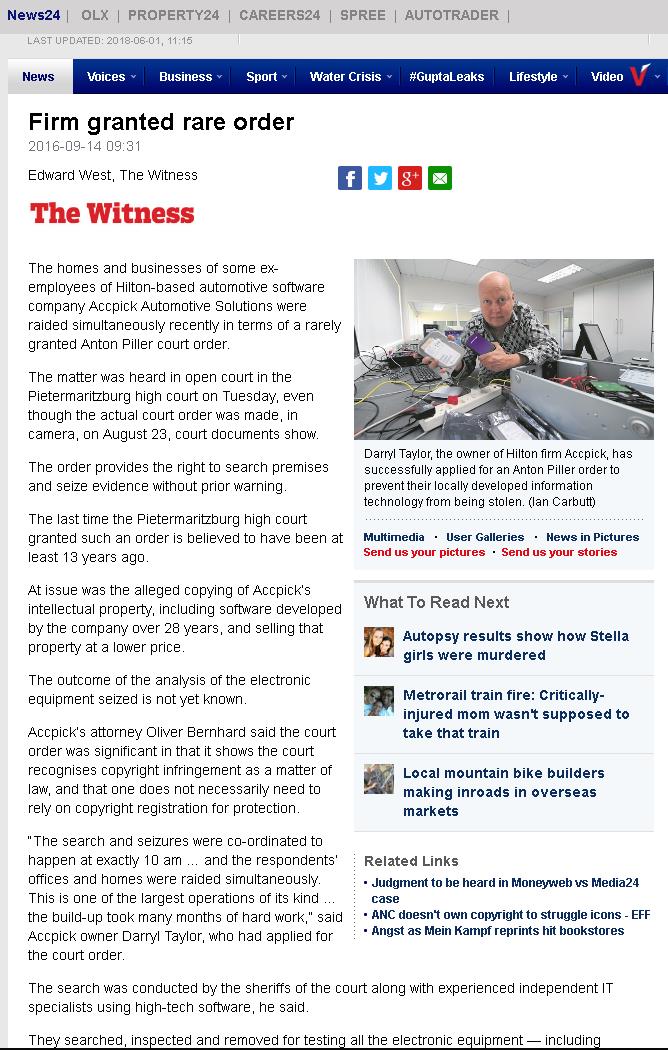 News24 | OLX | PROPERTY24 | CAREERS24 | SPREE | AUTOTRADER |
LAST UPDATED: 2018-06-01, 11:15
News Voices Business Sport Water Crisis #GuptaLeaks Lifestyle Video
Firm granted rare order
2016-09-14 09:31
Edward West, The Witness
The Witness
The homes and businesses of some ex-
employees of Hilton-based automotive software
company Accpick Automotive Solutions were
raided simultaneously recently in terms of a rarely
granted Anton Piller court order.
The matter was heard in open court in the
Pietermaritzburg high court on Tuesday, even
though the actual court order was made, in
camera, on August 23, court documents show.
The order provides the right to search premises
and seize evidence without prior warning.
The last time the Pietermaritzburg high court
granted such an order is believed to have been at
least 13 years ago.
At issue was the alleged copying of Accpick's
intellectual property, including software developed
by the company over 28 years, and selling that
property at a lower price.
The outcome of the analysis of the electronic
equipment seized is not yet known.
Accpick's attorney Oliver Bernhard said the court
order was significant in that it shows the court
recognises copyright infringement as a matter of
law, and that one does not necessarily need to
rely on copyright registration for protection.
"The search and seizures were co-ordinated to
happen at exactly 10 am ... and the respondents'
offices and homes were raided simultaneously.
This is one of the largest operations of its kind ...
the build-up took many months of hard work," said
Accpick owner Darryl Taylor, who had applied for
the court order.
Darryl Taylor, the owner of Hilton firm Accpick, has
successfully applied for an Anton Piller order to
prevent their locally developed information
technology from being stolen. (Ian Carbutt)
Multimedia · User Galleries · News in Pictures
Send us your pictures · Send us your stories
What To Read Next
Autopsy results show how Stella
girls were murdered
Metrorail train fire: Critically-
injured mom wasn't supposed to
take that train
Local mountain bike builders
making inroads in overseas
markets
Related Links
• Judgment to be heard in Moneyweb vs Media24
case
• ANC doesn't own copyright to struggle icons - EFF
• Angst as Mein Kampf reprints hit bookstores
The search was conducted by the sheriffs of the court along with experienced independent IT
specialists using high-tech software, he said.
They searched, inspected and removed for testing all the electronic equipment — including